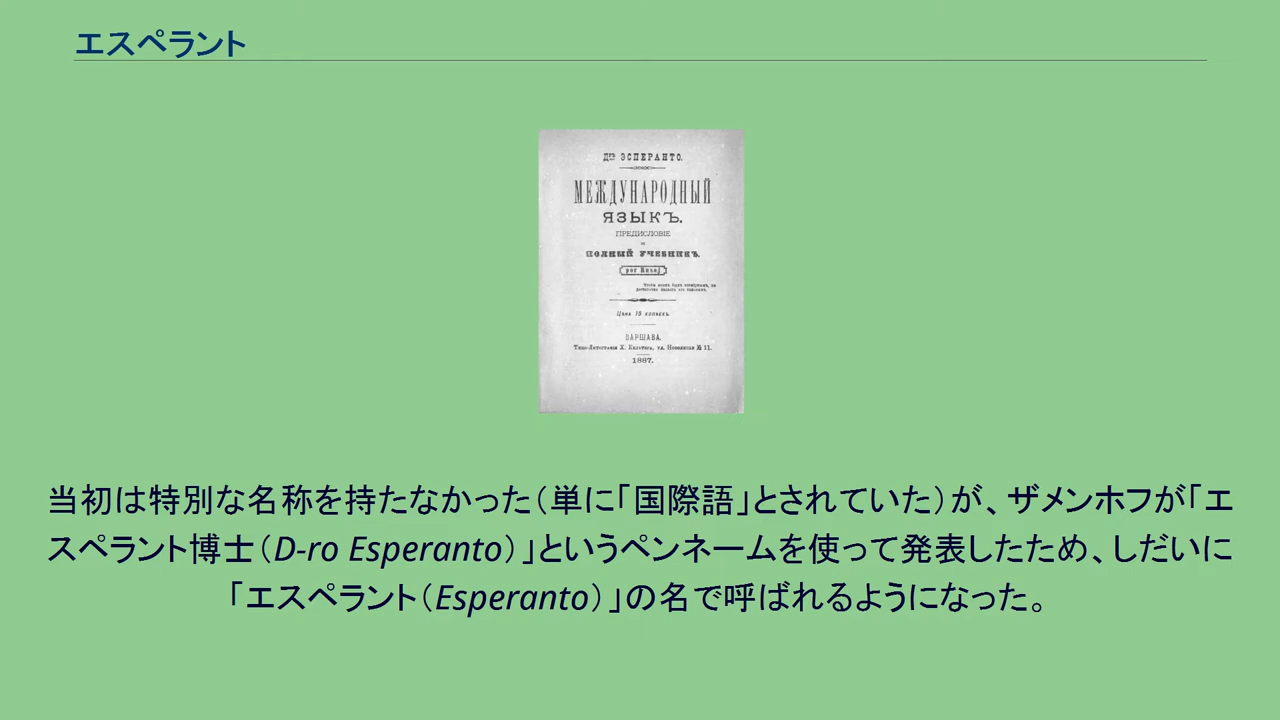 エスペラント
Дръ ЭСПЕРАНТО.
МЕЖДУНАРОДНЫЙ
ЯЗЫКЪ.
ПРЕДИСЛОВІЕ
ПОЛНЫЙ УЧЕБНИКЪ.
por Rusoj
Цѣна 15 копѣекъ.
ВАРШАВА.
1887.
当初は特別な名称を持たなかった（単に「国際語」とされていた）が、ザメンホフが「エ
スペラント博士（D-ro Esperanto）」というペンネームを使って発表したため、しだいに
「エスペラント（Esperanto）」の名で呼ばれるようになった。